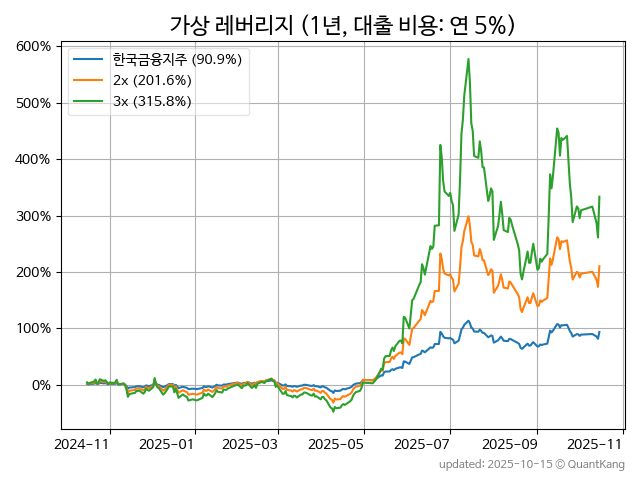 가상 레버리지 (1년, 대출 비용: 연 5%)
600%
500%
400%
300%
200%
100%
0%
한국금융지주 (90.9%)
2x (201.6%)
3x (315.8%)
2024-11
2025-01
2025-03
2025-05
2025-07
2025-09
2025-11
updated: 2025-10-15 © QuantKang